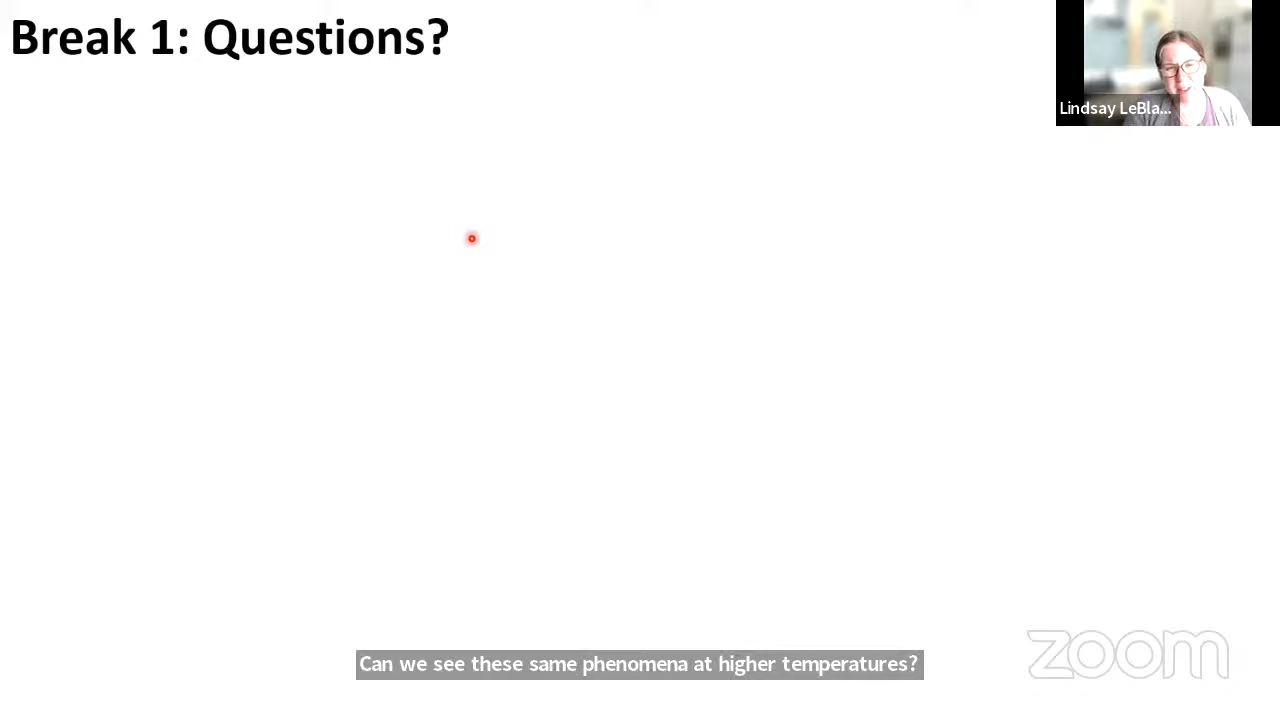 Break 1: Questions?
Lindsay LeBla...
Can we see these same phenomena at higher temperatures?
zoom